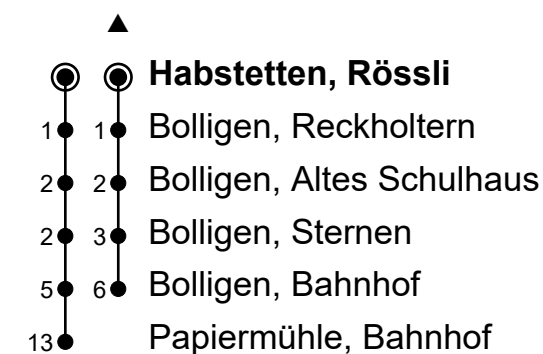 Habstetten, Rössli
1 1 Bolligen, Reckholtern
2 2 Bolligen, Altes Schulhaus
2 3 Bolligen, Sternen
5 6 Bolligen, Bahnhof
13 Papiermühle, Bahnhof